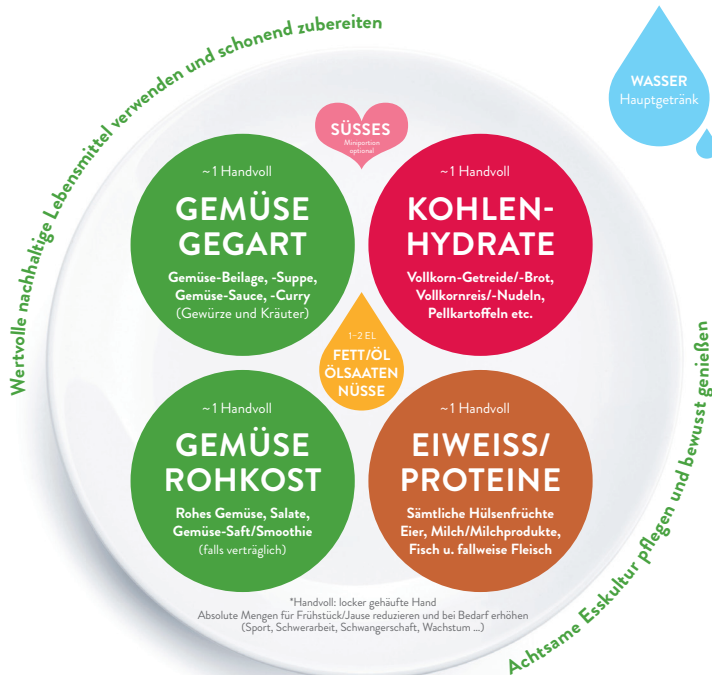 Wertvolle nachhaltige Lebensmittel verwenden und schonend zubereiten
WASSER
Hauptgetränk
SÜSSES
Miniportion
optional
~1 Handvoll
GEMÜSE
GEGART
Gemüse-Beilage, -Suppe,
Gemüse-Sauce, -Curry
(Gewürze und Kräuter)
~1 Handvoll
KOHLEN-
HYDRATE
Vollkorn-Getreide/-Brot,
Vollkornreis/-Nudeln,
Pellkartoffeln etc.
1-2 EL
FETT/ÖL
ÖLSAATEN
NÜSSE
~1 Handvoll
GEMÜSE
ROHKOST
Rohes Gemüse, Salate,
Gemüse-Saft/Smoothie
(falls verträglich)
~1 Handvoll
EIWEISS/
PROTEINE
Sämtliche Hülsenfrüchte
Eier, Milch/Milchprodukte,
Fisch u. fallweise Fleisch
*Handvoll: locker gehäufte Hand
Absolute Mengen für Frühstück/Jause reduzieren und bei Bedarf erhöhen
(Sport, Schwerarbeit, Schwangerschaft, Wachstum ...)
Achtsame Esskultur pflegen und bewusst genießen